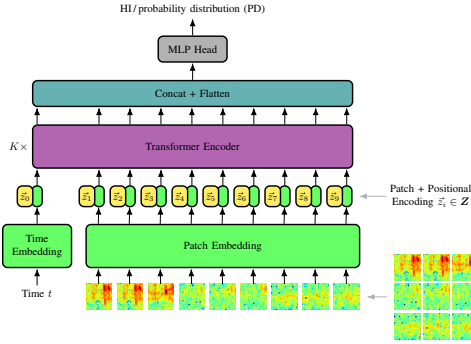 HI / probability distribution (PD)
MLP Head
Concat + Flatten
K×
Transformer Encoder
z⃗0 z⃗1 z⃗2 z⃗3 z⃗4 z⃗5 z⃗6 z⃗7 z⃗8 z⃗9
Patch + Positional
Encoding z⃗i ∈ Z
Time
Embedding
Patch Embedding
Time t